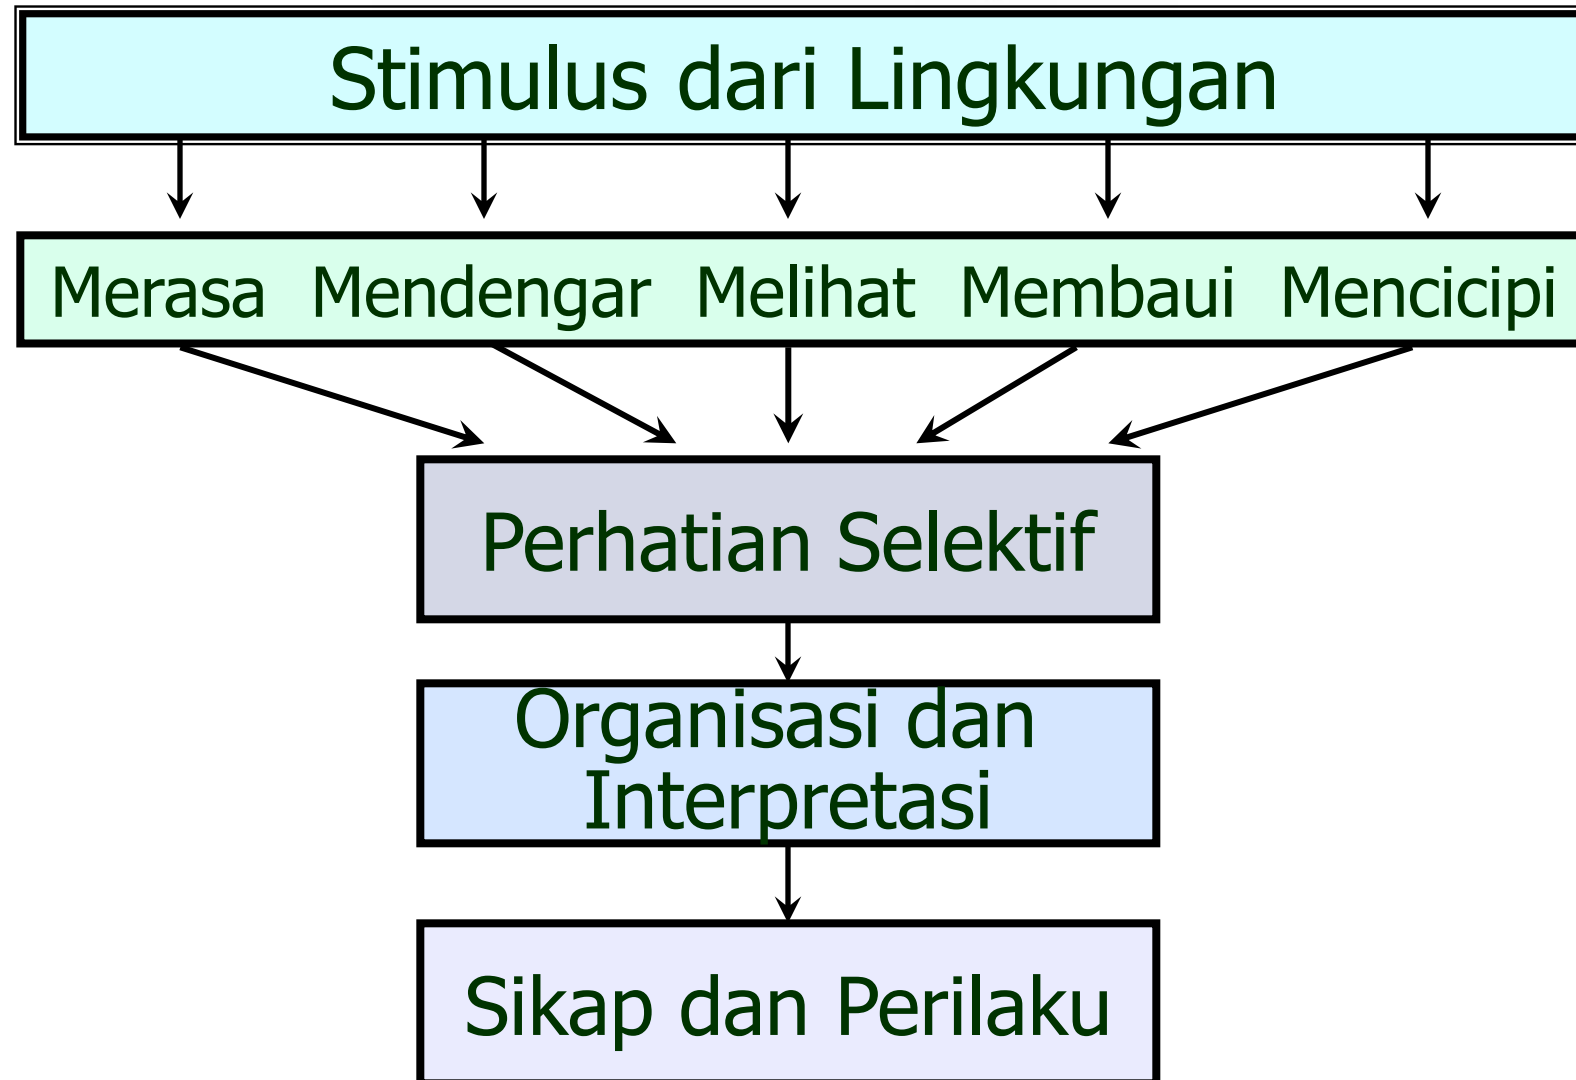 Stimulus dari Lingkungan
Merasa Mendengar Melihat Membaui Mencicipi
Perhatian Selektif
Organisasi dan
Interpretasi
Sikap dan Perilaku